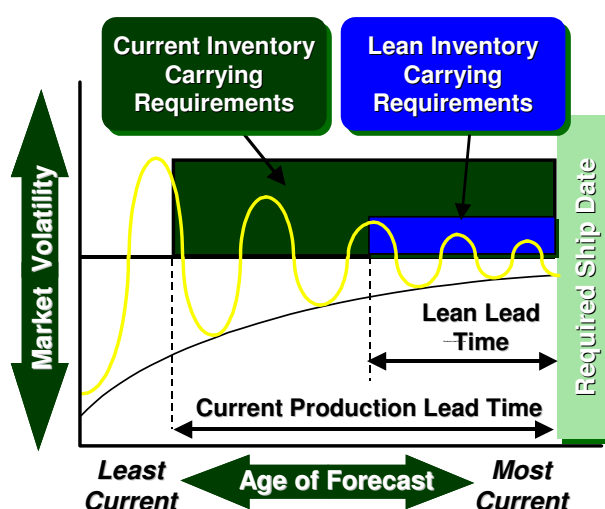 Current Inventory
Carrying
Requirements
Lean Inventory
Carrying
Requirements
Market Volatility
Required Ship Date
Lean Lead
Time
Current Production Lead Time
Least
Current
Age of Forecast
Most
Current